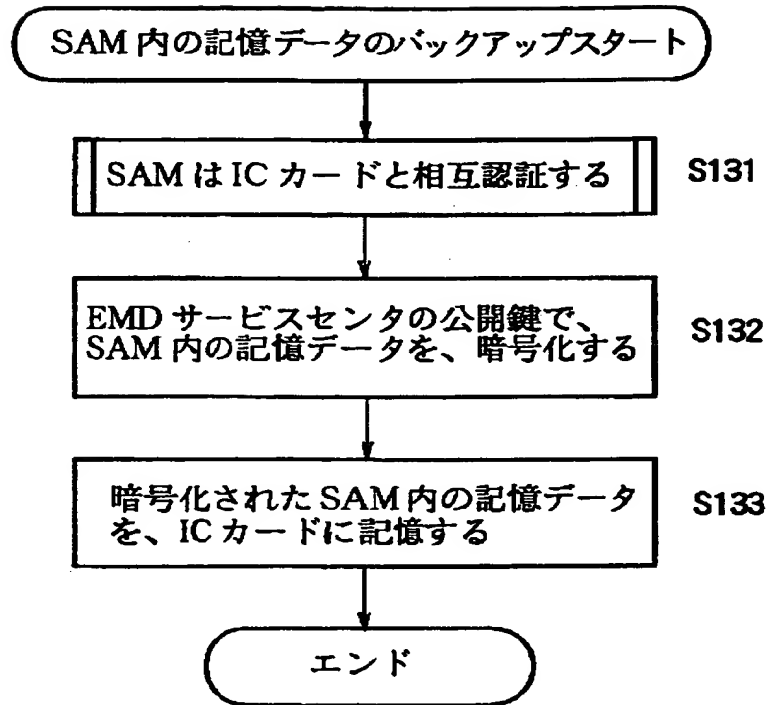 SAM 内の記憶データのバックアップスタート
SAM は IC カードと相互認証する
S131
EMD サービスセンタの公開鍵で、
SAM 内の記憶データを、暗号化する
S132
暗号化された SAM 内の記憶データ
を、IC カードに記憶する
S133
エンド